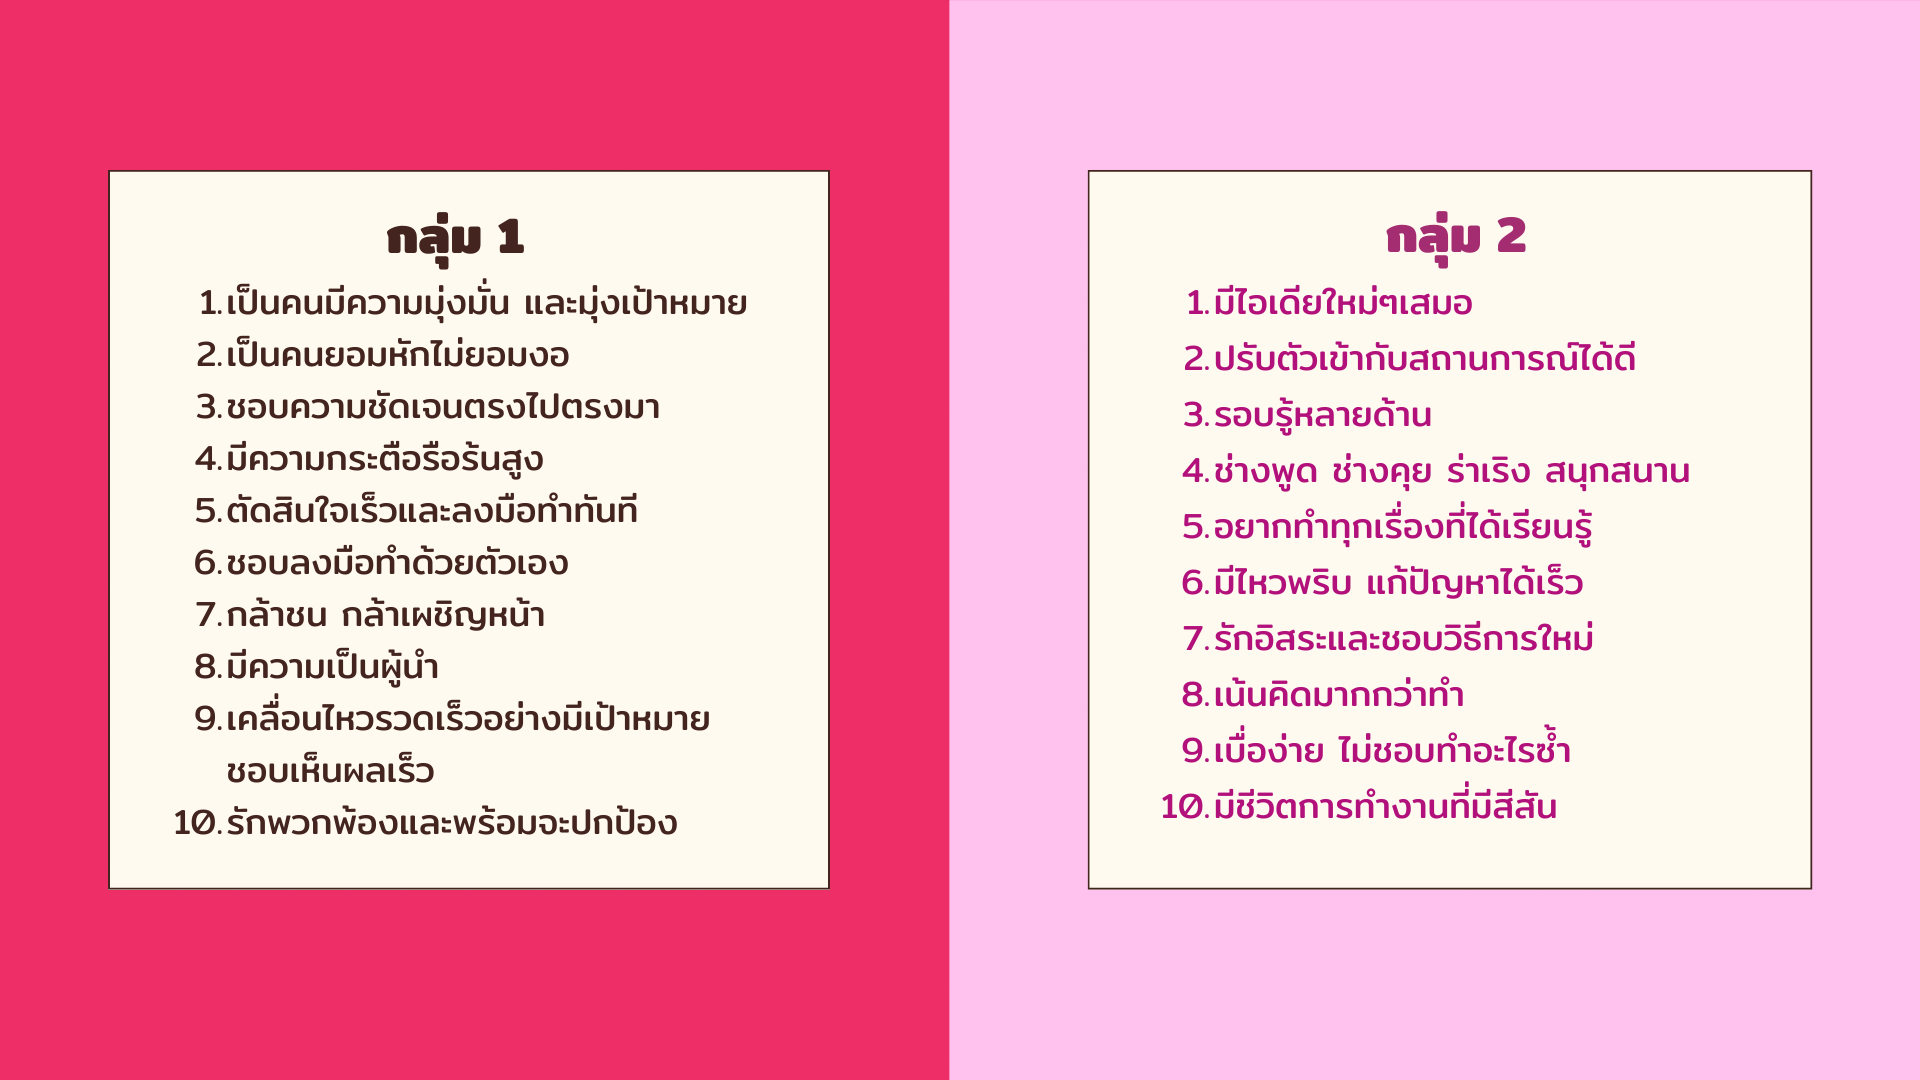 กลุ่ม 1
1. เป็นคนมีความมุ่งมั่น และมุ่งเป้าหมาย
2. เป็นคนยอมหักไม่ยอมงอ
3. ชอบความชัดเจนตรงไปตรงมา
4. มีความกระตือรือร้นสูง
5. ตัดสินใจเร็วและลงมือทำทันที
6. ชอบลงมือทำด้วยตัวเอง
7. กล้าชน กล้าเผชิญหน้า
8. มีความเป็นผู้นำ
9. เคลื่อนไหวรวดเร็วอย่างมีเป้าหมาย
ชอบเห็นผลเร็ว
10. รักพวกพ้องและพร้อมจะปกป้อง
กลุ่ม 2
1. มีไอเดียใหม่ๆเสมอ
2. ปรับตัวเข้ากับสถานการณ์ได้ดี
3. รอบรู้หลายด้าน
4. ช่างพูด ช่างคุย ร่าเริง สนุกสนาน
5. อยากทำทุกเรื่องที่ได้เรียนรู้
6. มีไหวพริบ แก้ปัญหาได้เร็ว
7. รักอิสระและชอบวิธีการใหม่
8. เน้นคิดมากกว่าทำ
9. เบื่อง่าย ไม่ชอบทำอะไรซ้ำ
10. มีชีวิตการทำงานที่มีสีสัน